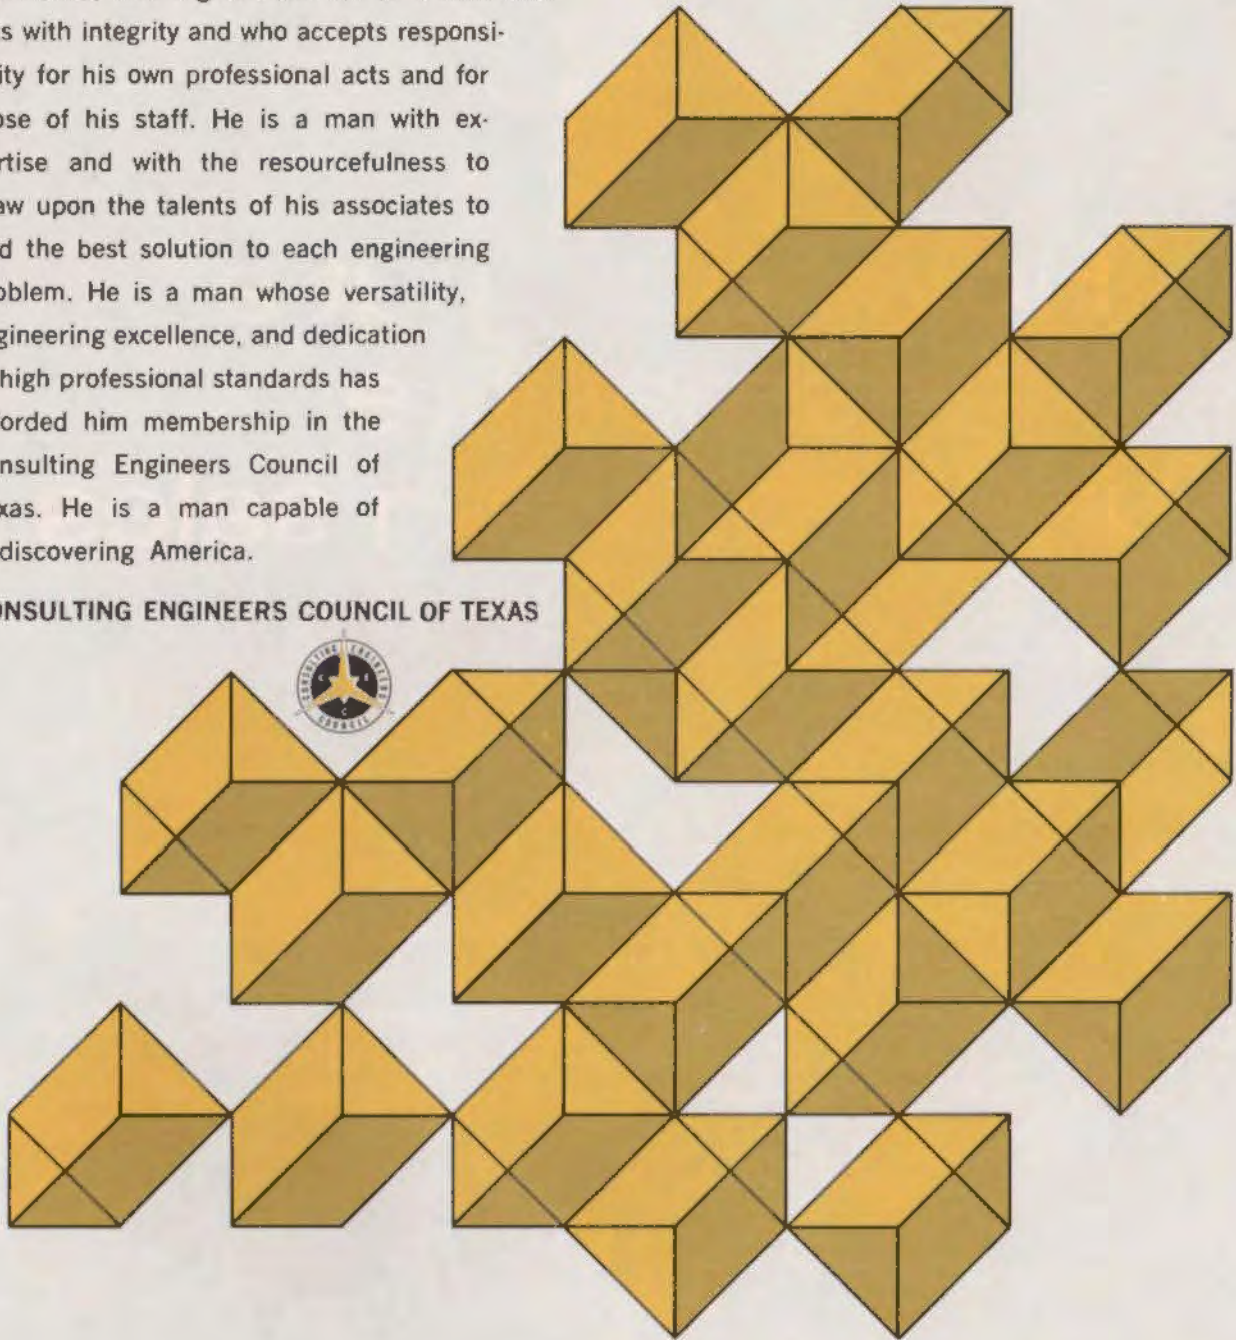 s with integrity and who accepts responsi-
ity for his own professional acts and for
ose of his staff. He is a man with ex-
rtise and with the resourcefulness to
aw upon the talents of his associates to
d the best solution to each engineering
oblem. He is a man whose versatility,
gineering excellence, and dedication
high professional standards has
orded him membership in the
nsulting Engineers Council of
xas. He is a man capable of
discovering America.
ONSULTING ENGINEERS COUNCIL OF TEXAS
CONSULTING ENGINEERS
COUNCIL
C E
C